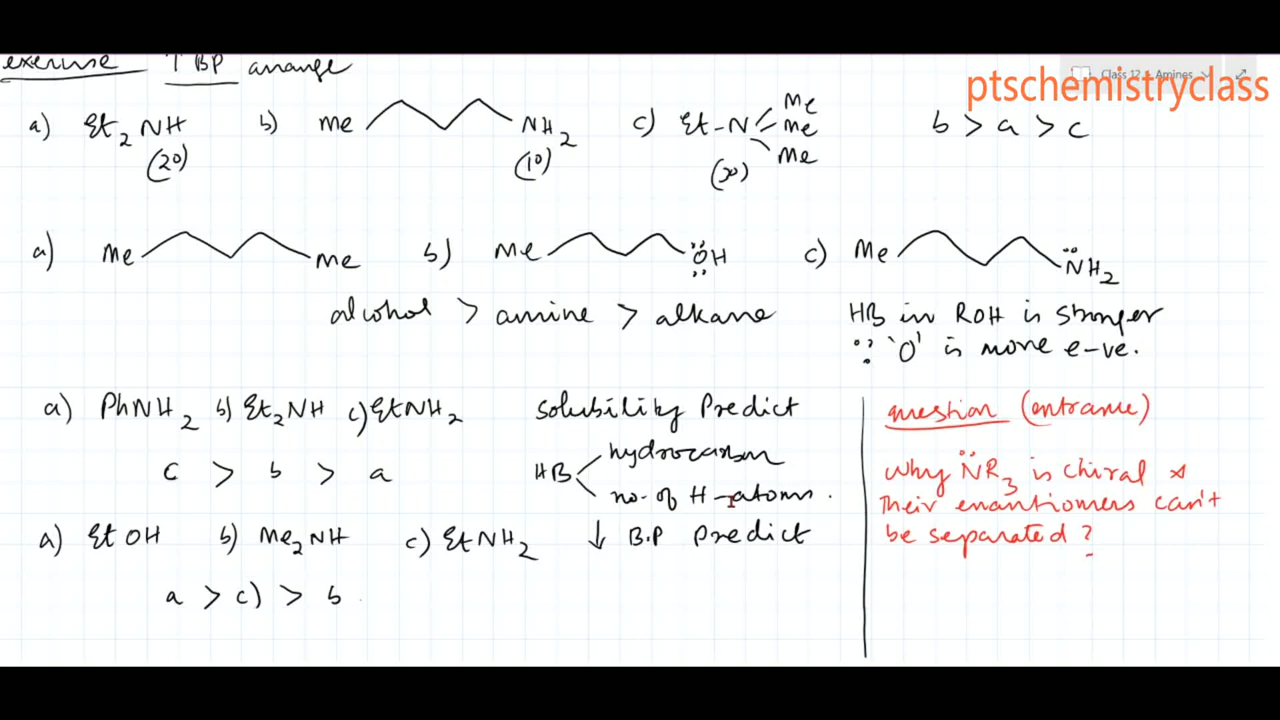 exercise ↑ BP arrange
Class 12 - Amines
ptschemistryclass
a) Et2NH b) Me NH2 c) Et-N Me Me Me b > a > c
(2°) (1°) (3°)
a) Me Me b) Me ÖH c) Me N̈H2
alcohol > amine > alkane
HB in ROH is stronger
∵ 'O' is more e-ve.
a) PhNH2 b) Et2NH c) EtNH2 solubility Predict
c > b > a
HB hydrocarbon
no. of H-atoms.
a) EtOH b) Me2NH c) EtNH2 ↓ B.P Predict
a > c) > b
question (entrance)
Why N̈R3 is chiral &
Their enantiomers can't
be separated ?